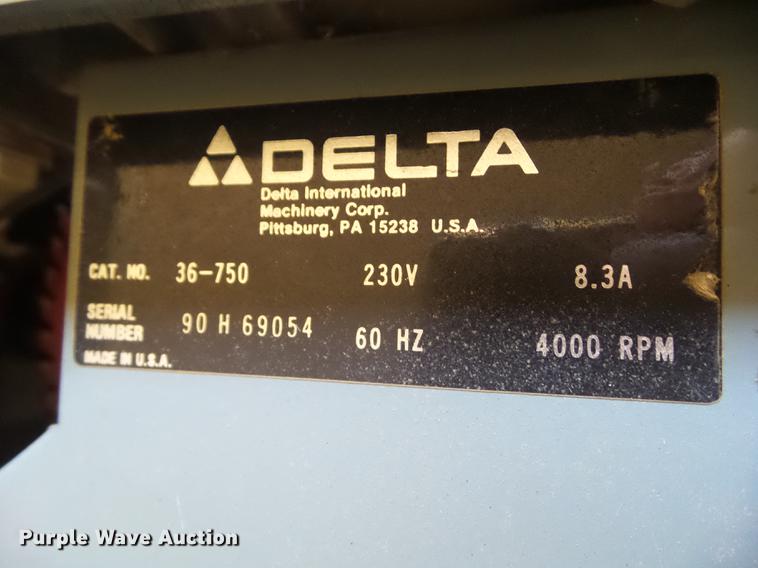 DELTA
Delta International
Machinery Corp.
Pittsburg, PA 15238 U.S.A.
CAT. NO. 36-750 230V 8.3A
SERIAL
NUMBER 90 H 69054 60 HZ 4000 RPM
MADE IN U.S.A.
Purple Wave Auction